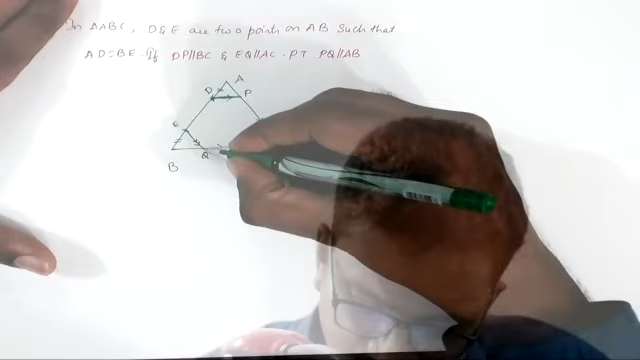 In ΔABC, D & E are two points on AB such that
AD=BE. If DP||BC & EQ||AC. PT PQ||AB
A
D
P
E
Q
B